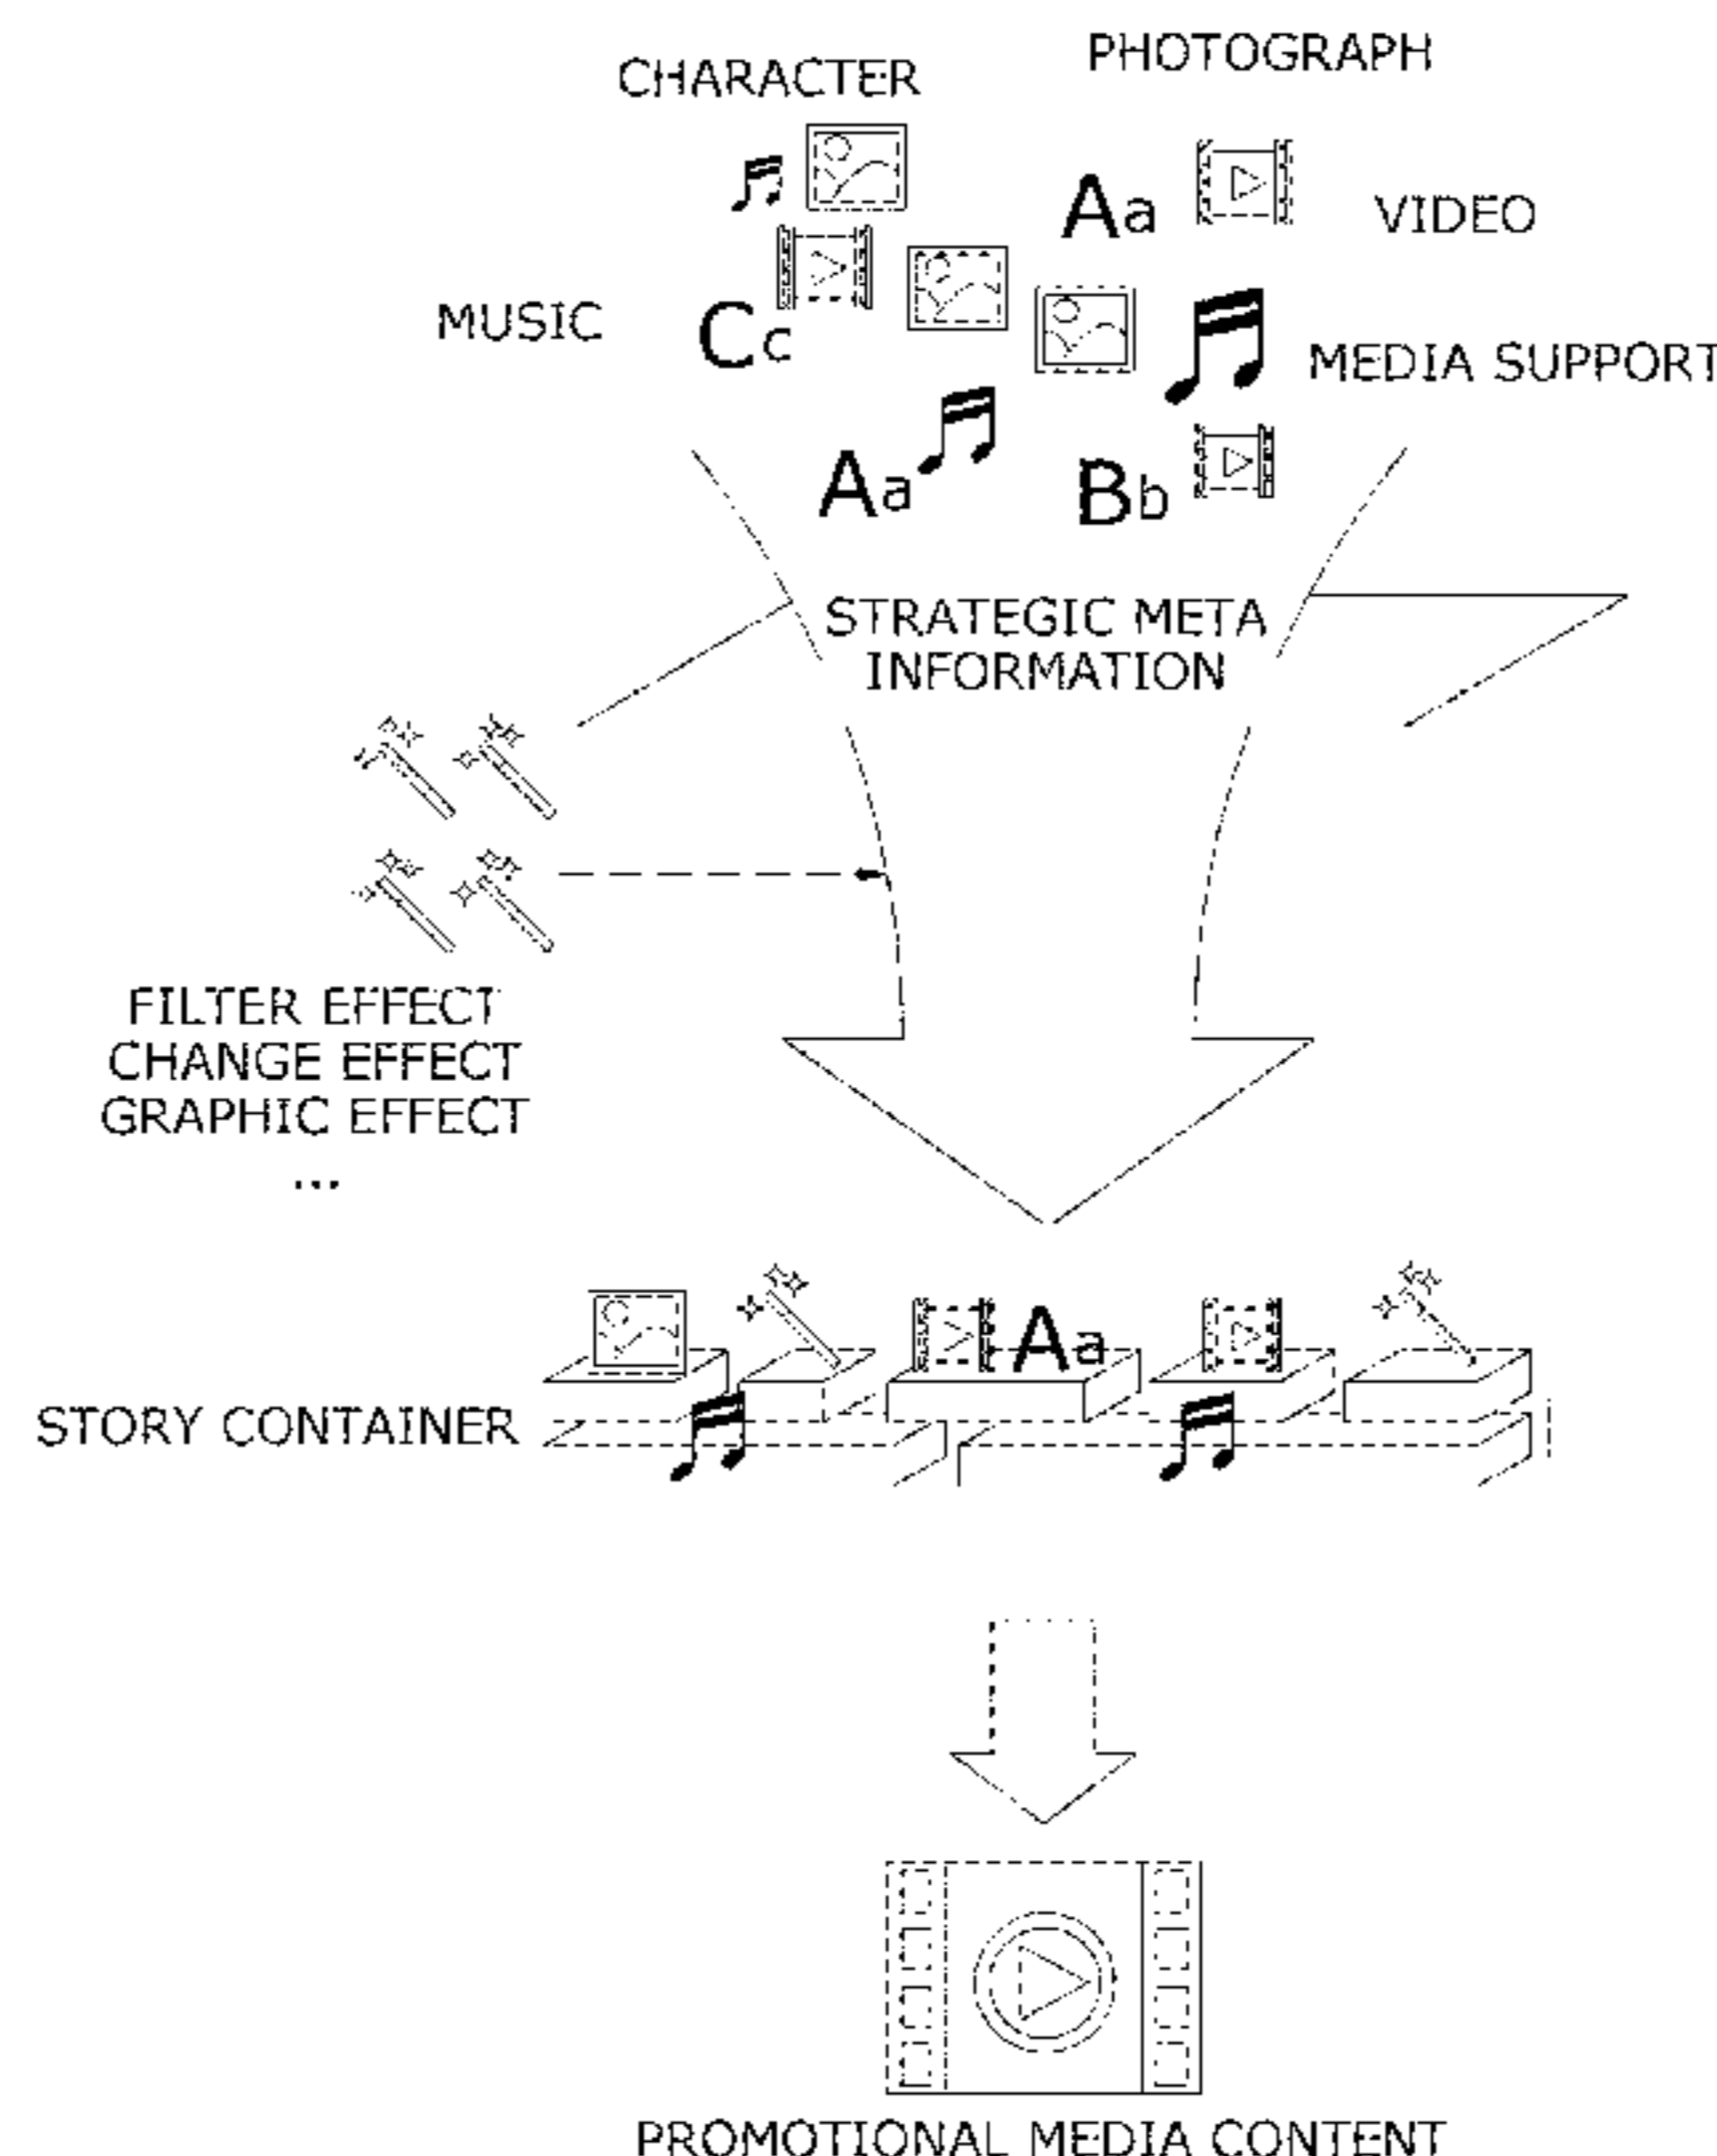 PHOTOGRAPH
CHARACTER
Aa
VIDEO
MUSIC
Cc
MEDIA SUPPORT
Aa
Bb
STRATEGIC META
INFORMATION
FILTER EFFECT
CHANGE EFFECT
GRAPHIC EFFECT
...
Aa
STORY CONTAINER
PROMOTIONAL MEDIA CONTENT